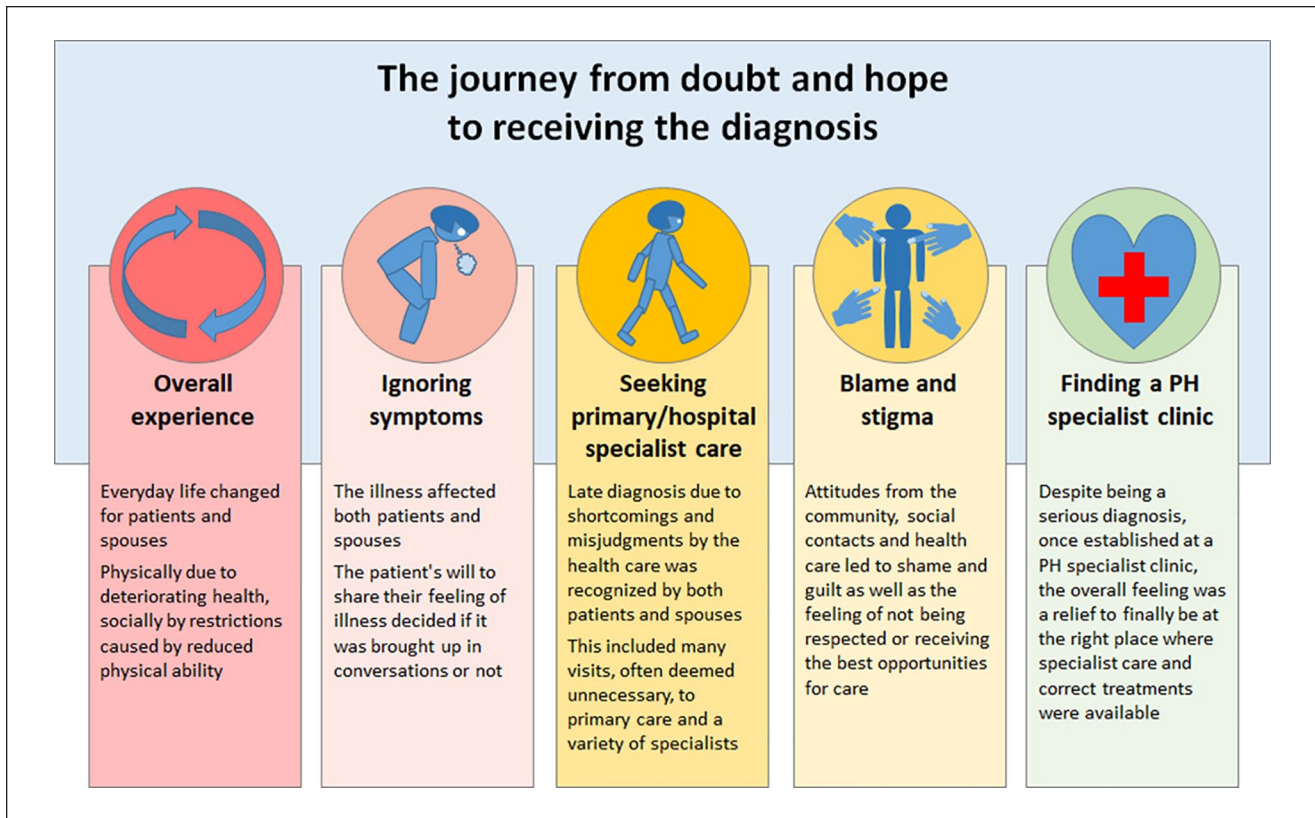 The journey from doubt and hope
to receiving the diagnosis
Overall
experience
Everyday life changed
for patients and
spouses
Physically due to
deteriorating health,
socially by restrictions
caused by reduced
physical ability
Ignoring
symptoms
The illness affected
both patients and
spouses
The patient's will to
share their feeling of
illness decided if it
was brought up in
conversations or not
Seeking
primary/hospital
specialist care
Late diagnosis due to
shortcomings and
misjudgments by the
health care was
recognized by both
patients and spouses
This included many
visits, often deemed
unnecessary, to
primary care and a
variety of specialists
Blame and
stigma
Attitudes from the
community, social
contacts and health
care led to shame and
guilt as well as the
feeling of not being
respected or receiving
the best opportunities
for care
Finding a PH
specialist clinic
Despite being a
serious diagnosis,
once established at a
PH specialist clinic,
the overall feeling was
a relief to finally be at
the right place where
specialist care and
correct treatments
were available